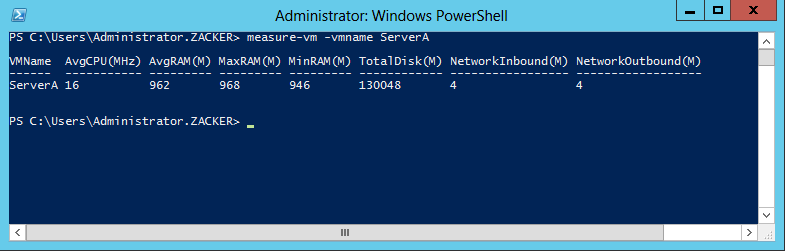 Administrator: Windows PowerShell
PS C:\Users\Administrator.ZACKER> measure-vm -vmname ServerA
VMName AvgCPU(MHz) AvgRAM(M) MaxRAM(M) MinRAM(M) TotalDisk(M) NetworkInbound(M) NetworkOutbound(M)
------ ----------- --------- --------- --------- ------------ ----------------- ------------------
ServerA 16 962 968 946 130048 4 4
PS C:\Users\Administrator.ZACKER> _